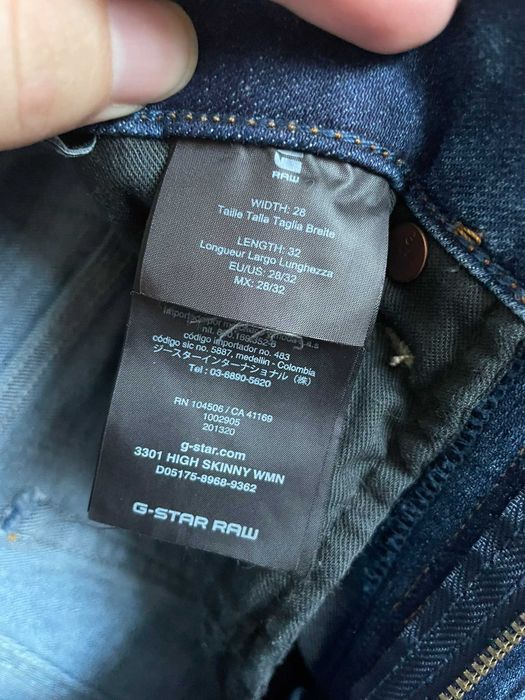 RAW
WIDTH: 28
Taille Talla Taglia Breite
LENGTH: 32
Longueur Largo Lunghezza
EU/US: 28/32
MX: 28/32
importador
código importador no. 483
código sic no. 5887, medellin - Colombia
ジースターインターナショナル（株）
Tel : 03-6890-5620
RN 104506 / CA 41169
1002905
201320
g-star.com
3301 HIGH SKINNY WMN
D05175-8968-9362
G-STAR RAW